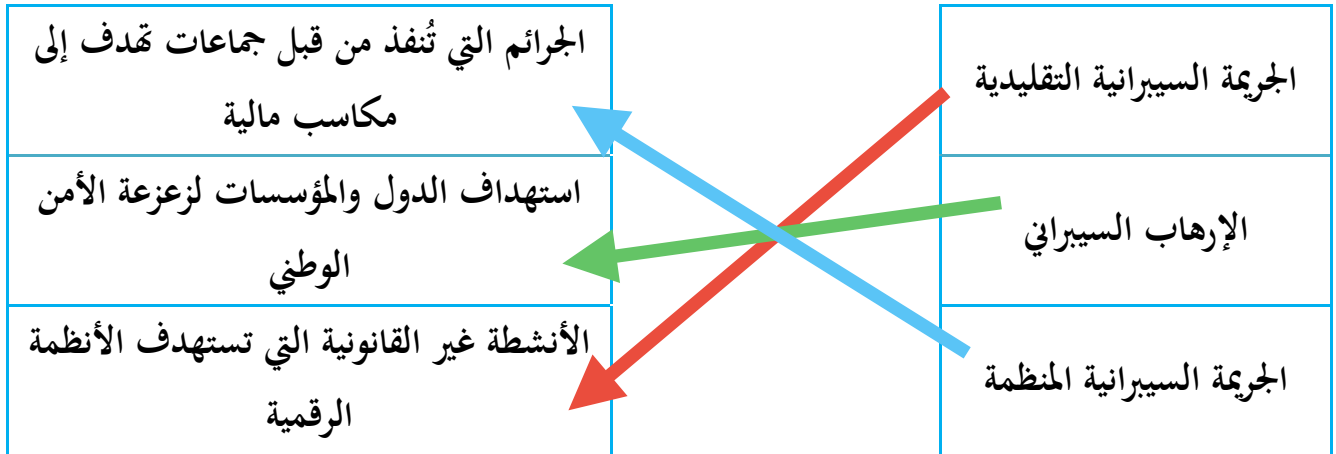 الجريمة السيبرانية التقليدية
الجرائم التي تُنفذ من قبل جماعات تهدف إلى
مكاسب مالية
الإرهاب السيبراني
استهداف الدول والمؤسسات لزعزعة الأمن
الوطني
الجريمة السيبرانية المنظمة
الأنشطة غير القانونية التي تستهدف الأنظمة
الرقمية